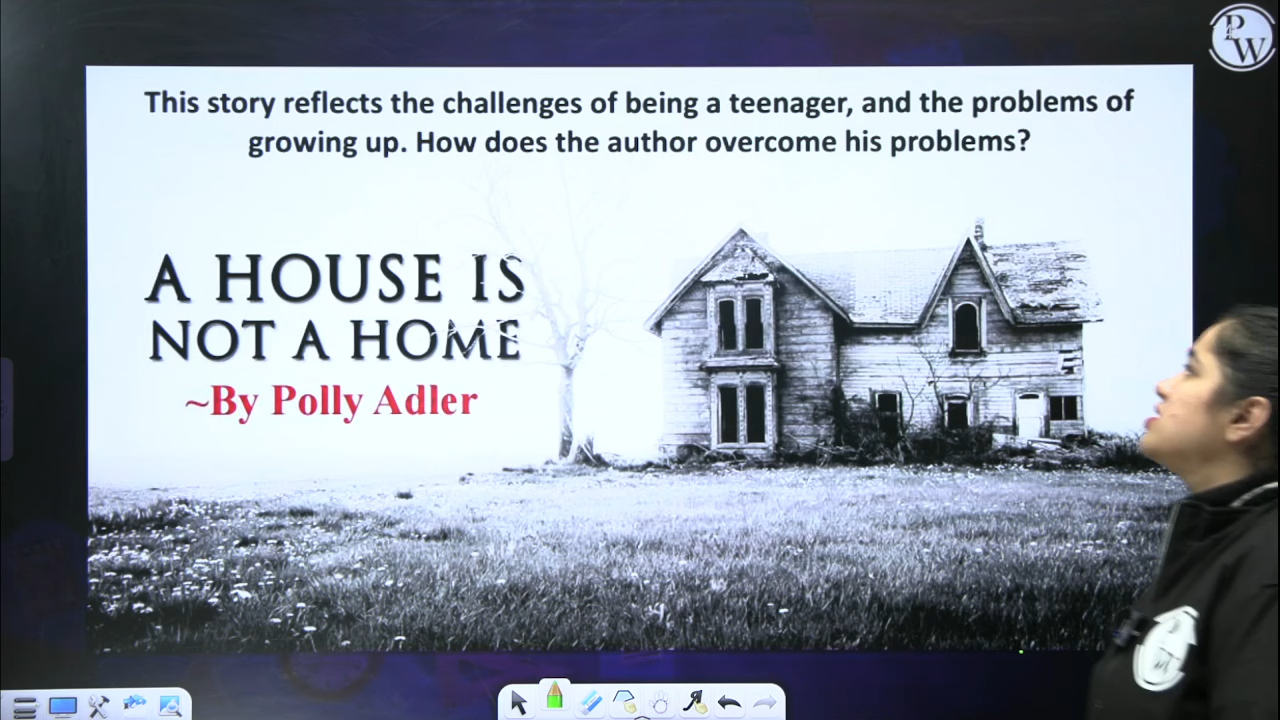 This story reflects the challenges of being a teenager, and the problems of
growing up. How does the author overcome his problems?
A HOUSE IS
NOT A HOME
~By Polly Adler
PW